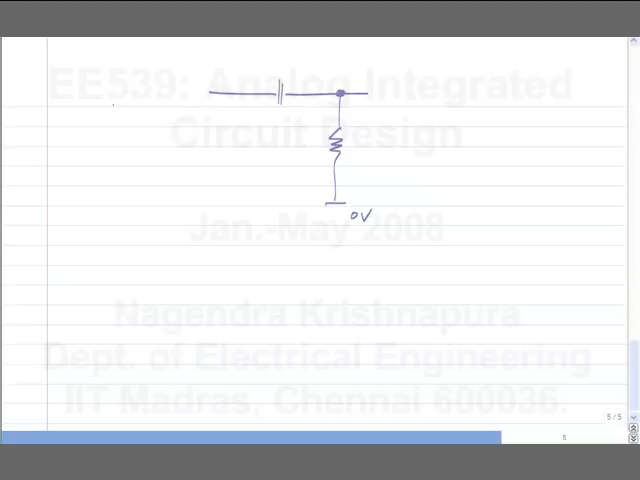 EE539: Analog Integrated
Circuit Design
0V
Jan.-May 2008
Nagendra Krishnapura
Dept. of Electrical Engineering
IIT Madras, Chennai 600036.
5 / 5
5